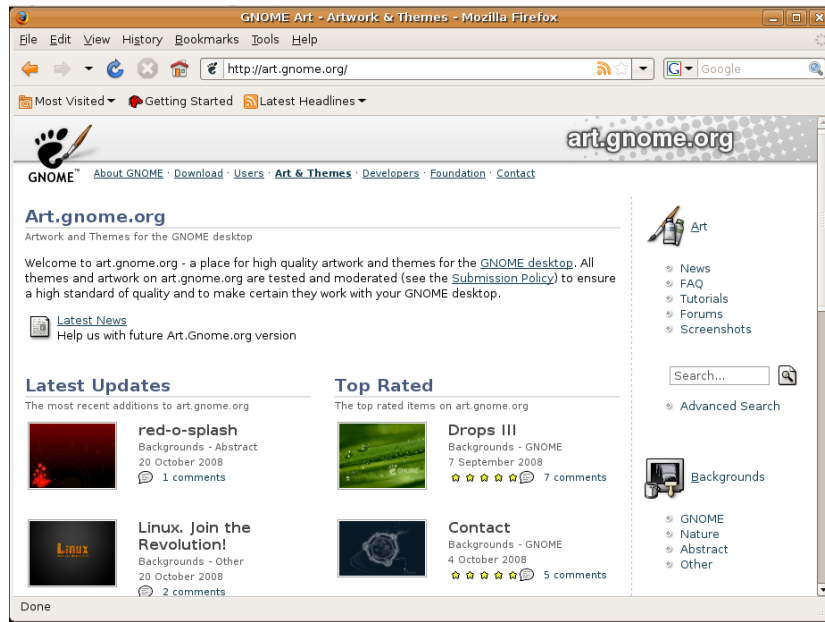 GNOME Art - Artwork & Themes - Mozilla Firefox
File Edit View History Bookmarks Tools Help
http://art.gnome.org/
G Google
Most Visited Getting Started Latest Headlines
art.gnome.org
GNOME™
About GNOME · Download · Users · Art & Themes · Developers · Foundation · Contact
Art.gnome.org
Artwork and Themes for the GNOME desktop
Welcome to art.gnome.org - a place for high quality artwork and themes for the GNOME desktop. All
themes and artwork on art.gnome.org are tested and moderated (see the Submission Policy) to ensure
a high standard of quality and to make certain they work with your GNOME desktop.
Latest News
Help us with future Art.Gnome.org version
Latest Updates
The most recent additions to art.gnome.org
red-o-splash
Backgrounds - Abstract
20 October 2008
1 comments
Linux
Linux. Join the
Revolution!
Backgrounds - Other
20 October 2008
2 comments
Top Rated
The top rated items on art.gnome.org
GNOME
Drops III
Backgrounds - GNOME
7 September 2008
7 comments
Contact
Backgrounds - GNOME
4 October 2008
5 comments
Art
News
FAQ
Tutorials
Forums
Screenshots
Search...
Advanced Search
Backgrounds
GNOME
Nature
Abstract
Other
Done